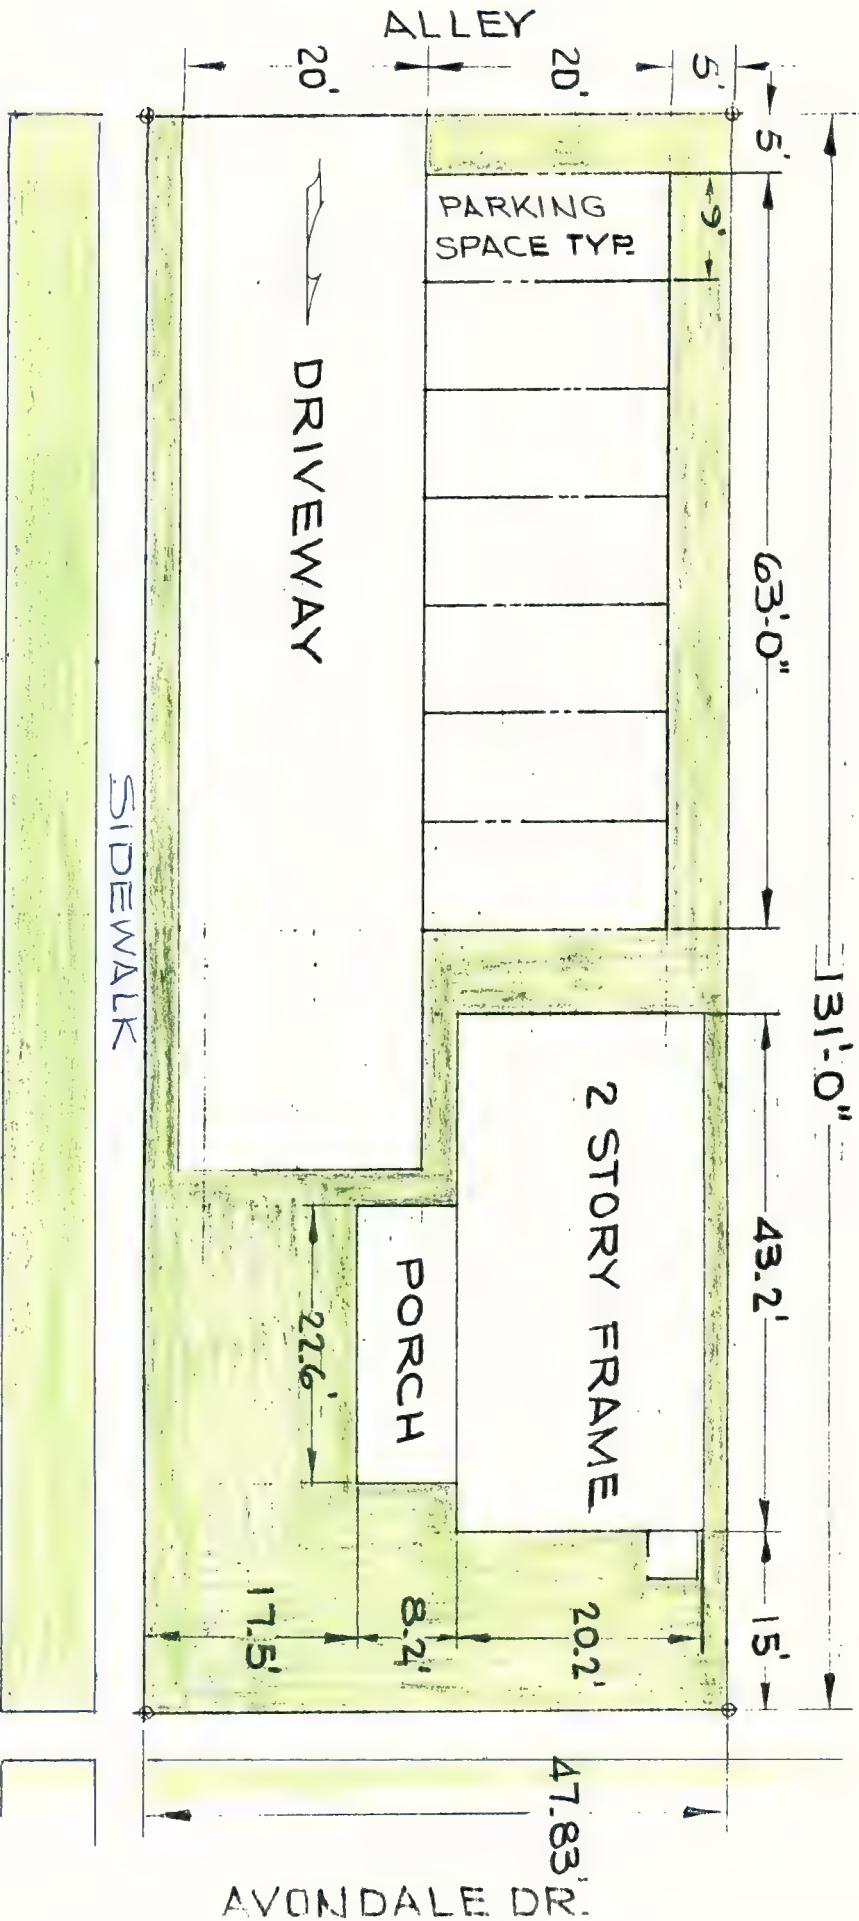 ALLEY
20'
20'
5'
5'
PARKING
SPACE TYP.
9'
DRIVEWAY
63'-0"
131'-0"
SIDEWALK
2 STORY FRAME
43.2'
PORCH
22.6'
17.5'
8.2'
20.2'
15'
47.83'
AVONDALE DR.